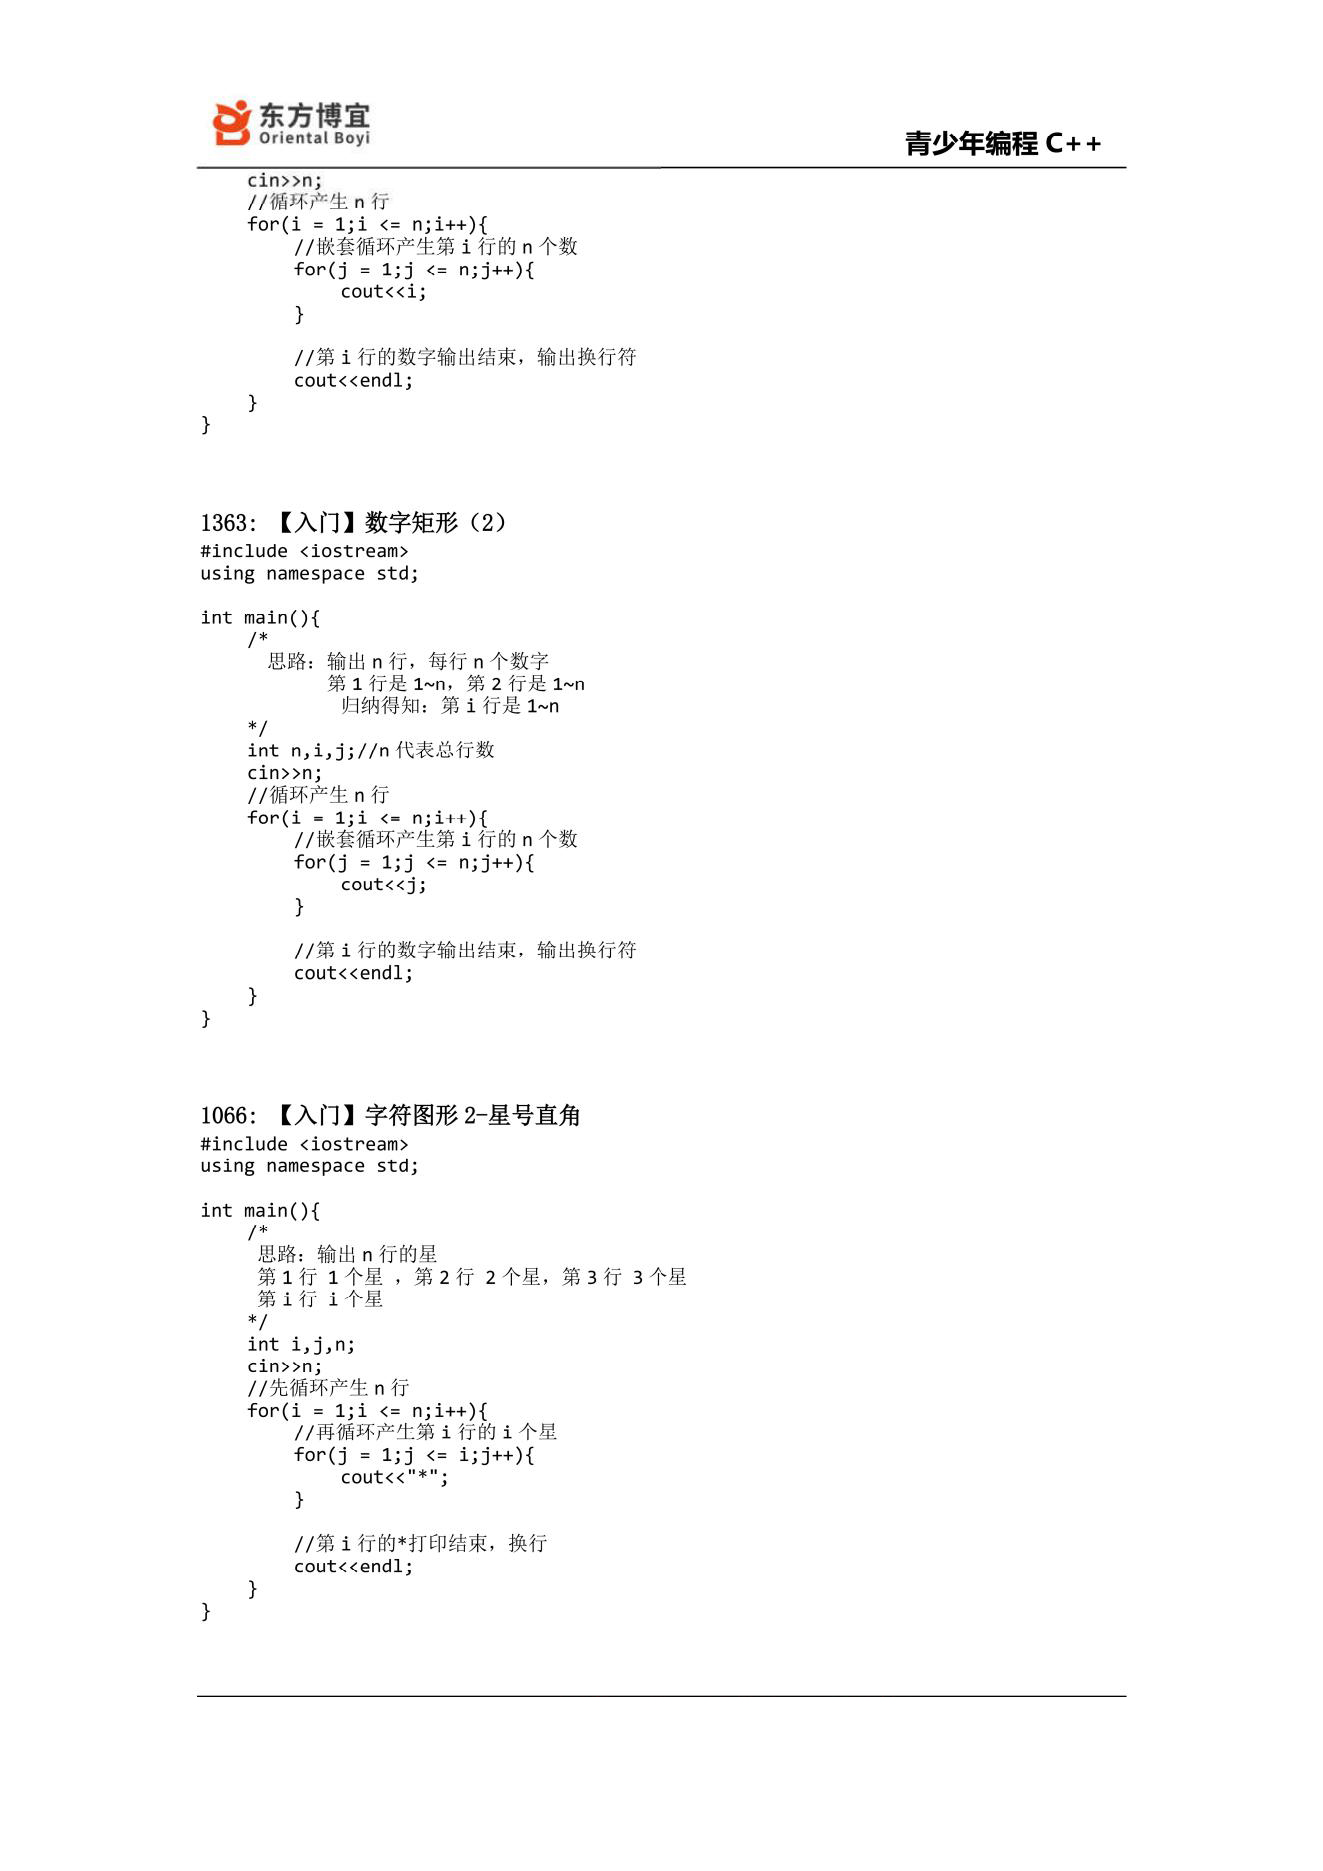 东方博宜
Oriental Boyi
青少年编程 C++
cin>>n;
//循环产生 n 行
for(i = 1;i <= n;i++){
//嵌套循环产生第 i 行的 n 个数
for(j = 1;j <= n;j++){
cout<<i;
}
//第 i 行的数字输出结束，输出换行符
cout<<endl;
}
}
1363: 【入门】数字矩形（2）
#include <iostream>
using namespace std;
int main(){
/*
思路：输出 n 行，每行 n 个数字
第 1 行是 1~n，第 2 行是 1~n
归纳得知：第 i 行是 1~n
*/
int n,i,j;//n 代表总行数
cin>>n;
//循环产生 n 行
for(i = 1;i <= n;i++){
//嵌套循环产生第 i 行的 n 个数
for(j = 1;j <= n;j++){
cout<<j;
}
//第 i 行的数字输出结束，输出换行符
cout<<endl;
}
}
1066: 【入门】字符图形 2-星号直角
#include <iostream>
using namespace std;
int main(){
/*
思路：输出 n 行的星
第 1 行 1 个星 ，第 2 行 2 个星，第 3 行 3 个星
第 i 行 i 个星
*/
int i,j,n;
cin>>n;
//先循环产生 n 行
for(i = 1;i <= n;i++){
//再循环产生第 i 行的 i 个星
for(j = 1;j <= i;j++){
cout<<"*";
}
//第 i 行的*打印结束，换行
cout<<endl;
}
}